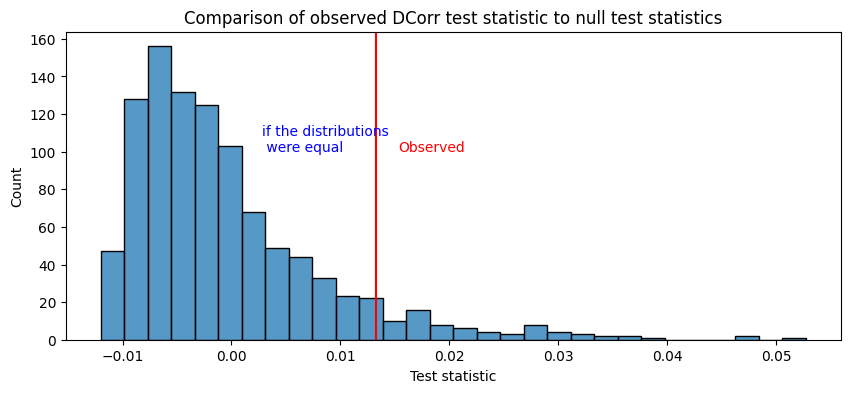 Comparison of observed DCorr test statistic to null test statistics
160
140
120
100
80
60
40
20
0
Count
if the distributions
were equal
Observed
−0.01
0.00
0.01
0.02
0.03
0.04
0.05
Test statistic